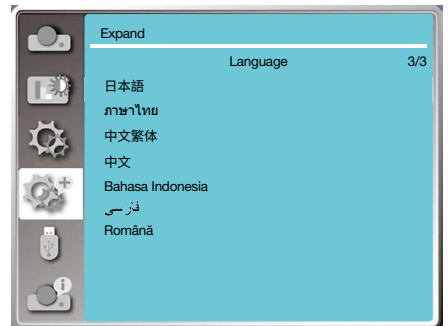 Expand
Language 3/3
日本語
ภาษาไทย
中文繁体
中文
Bahasa Indonesia
فارسی
Română